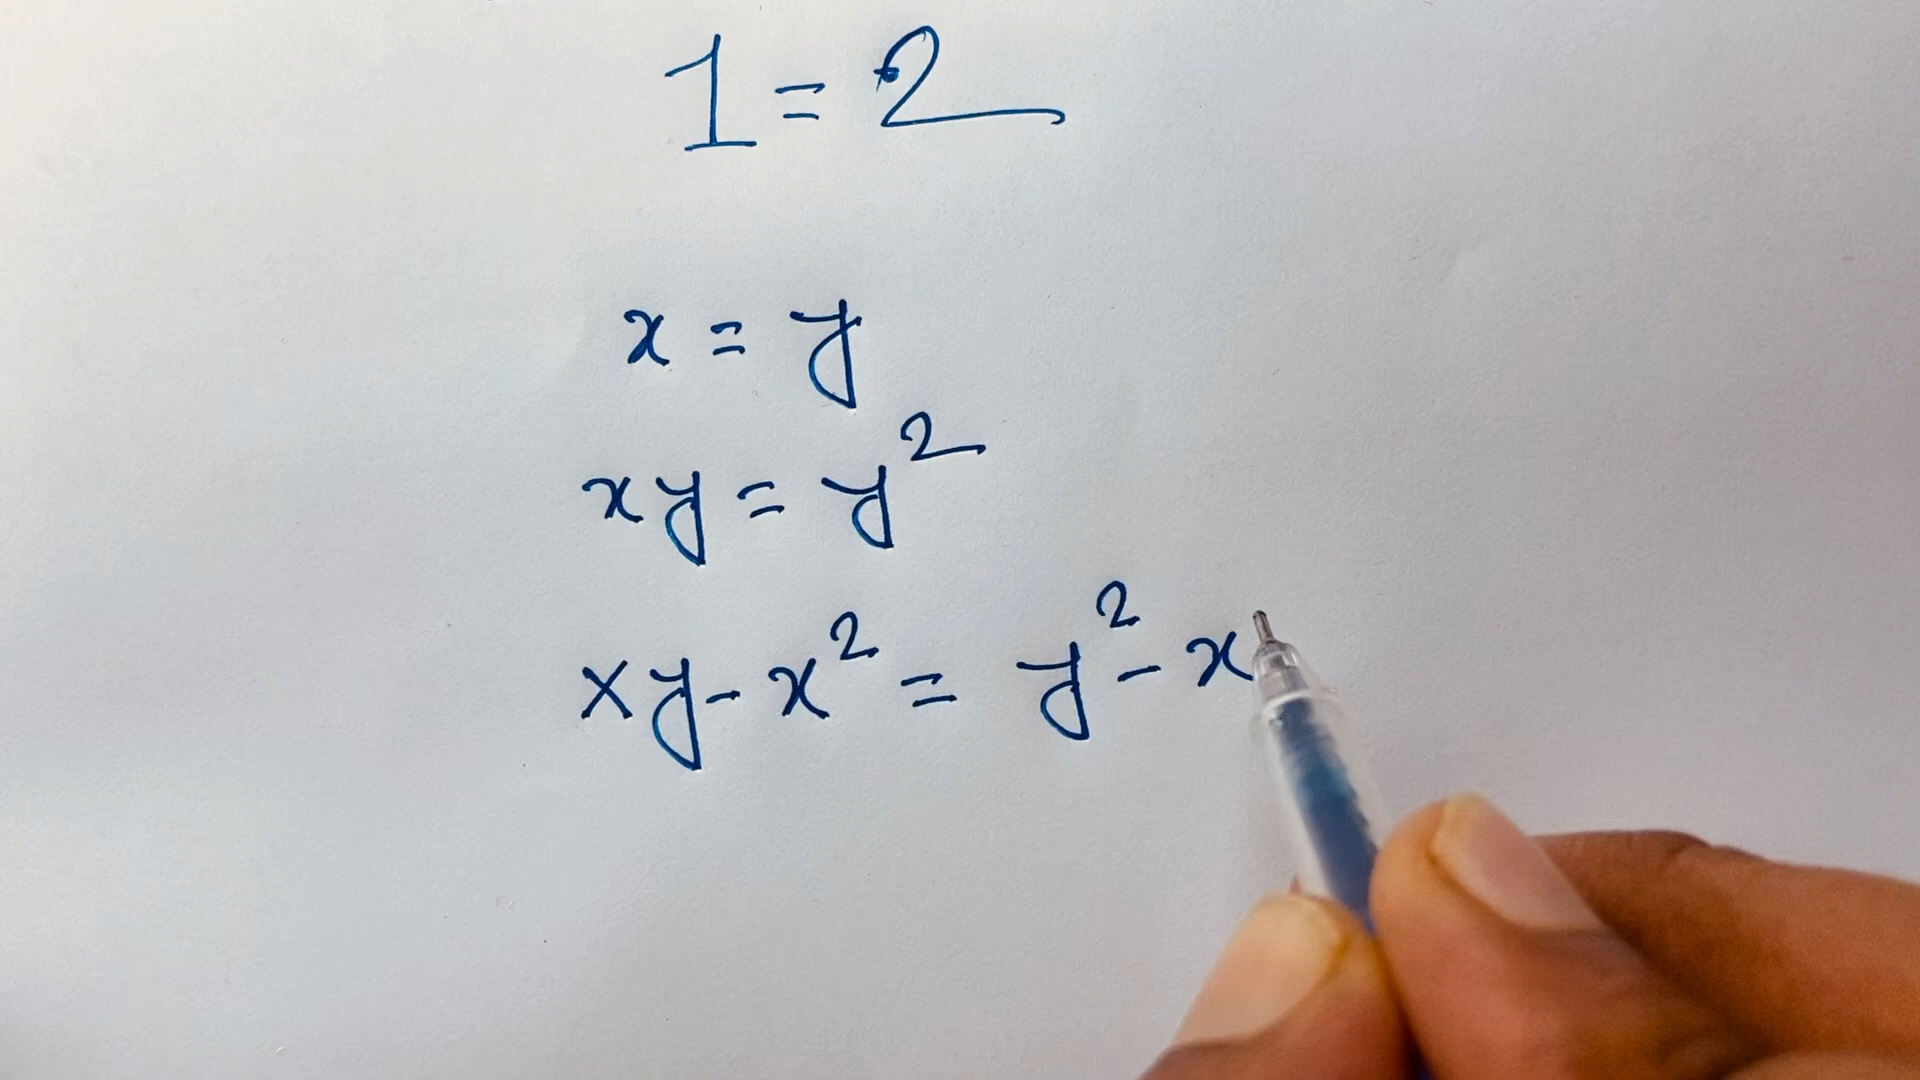 1 = 2
x = y
xy = y²
xy - x² = y² - x